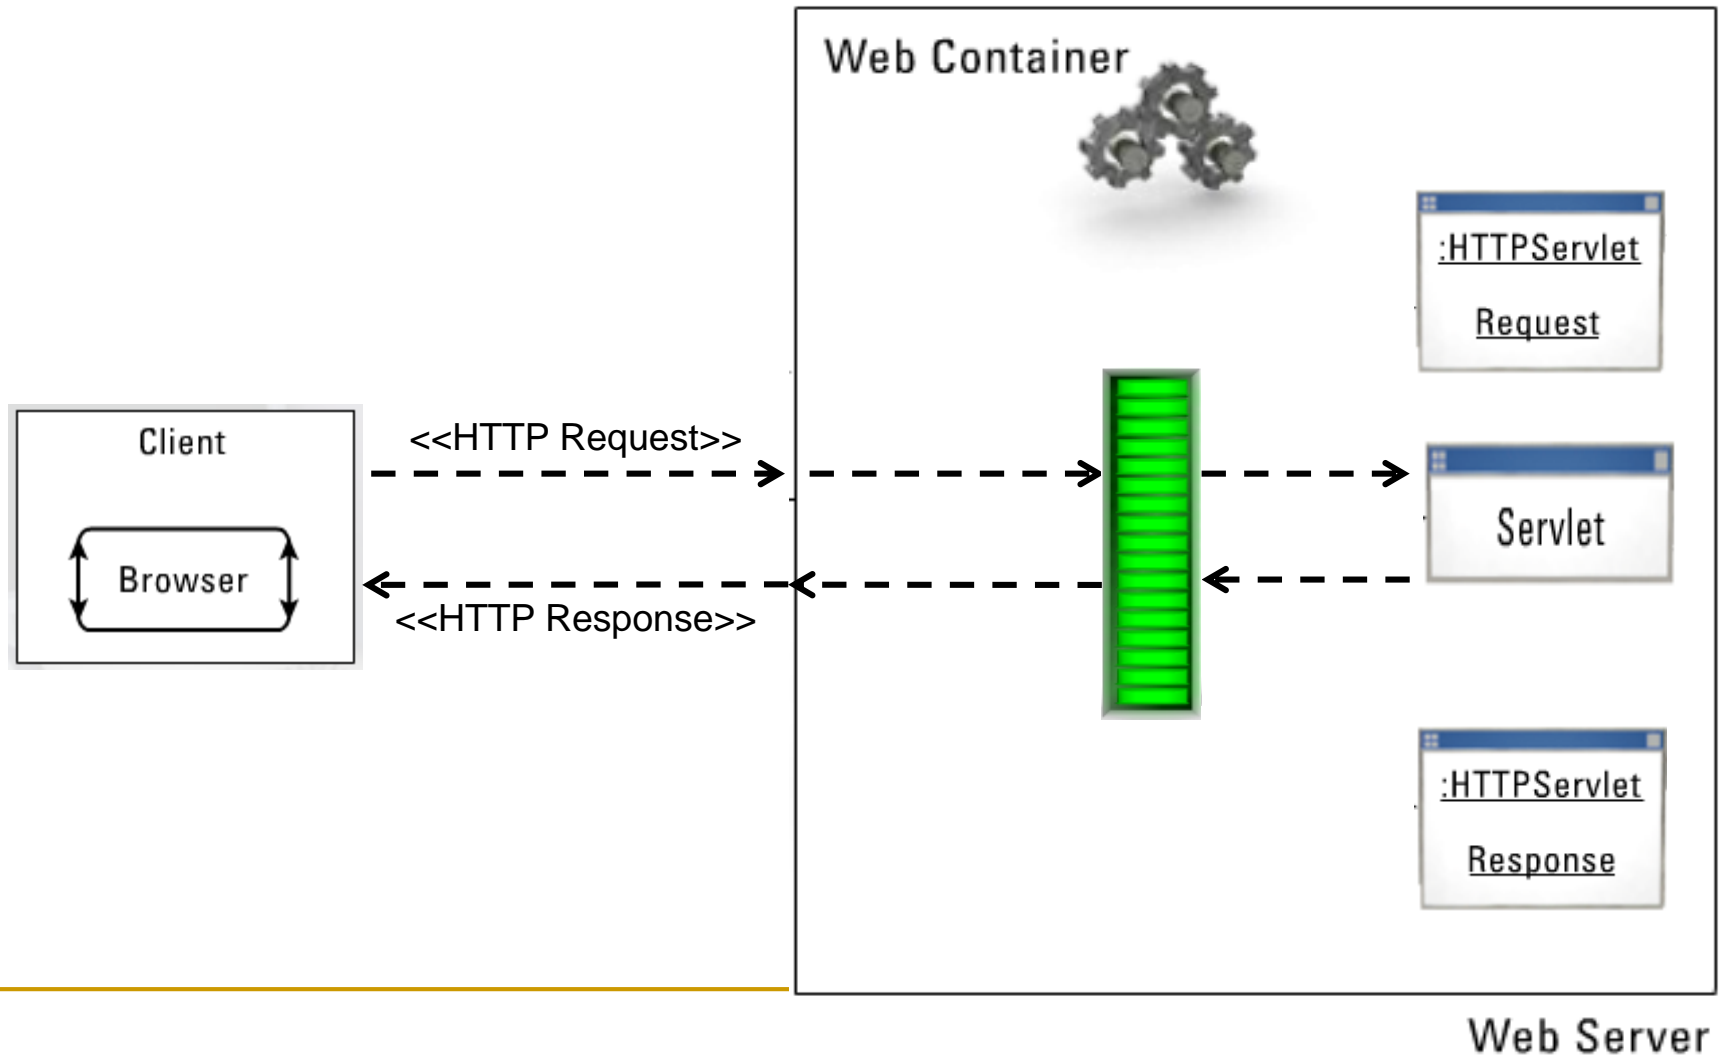 Web Container
:HTTPServlet
Request
Client
<<HTTP Request>>
Servlet
Browser
<<HTTP Response>>
:HTTPServlet
Response
Web Server